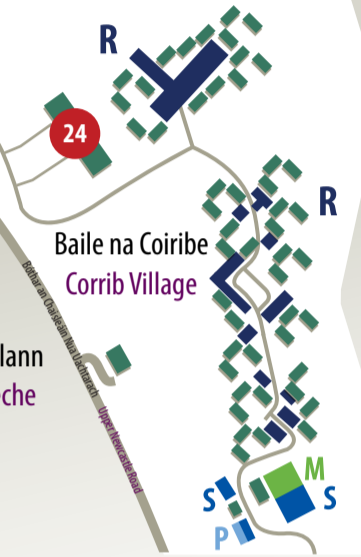 R
24
R
Baile na Coiribe
Corrib Village
Bóthar an Chaisleáin Nua Uachtarach
Upper Newcastle Road
lann
che
M
S
S
P